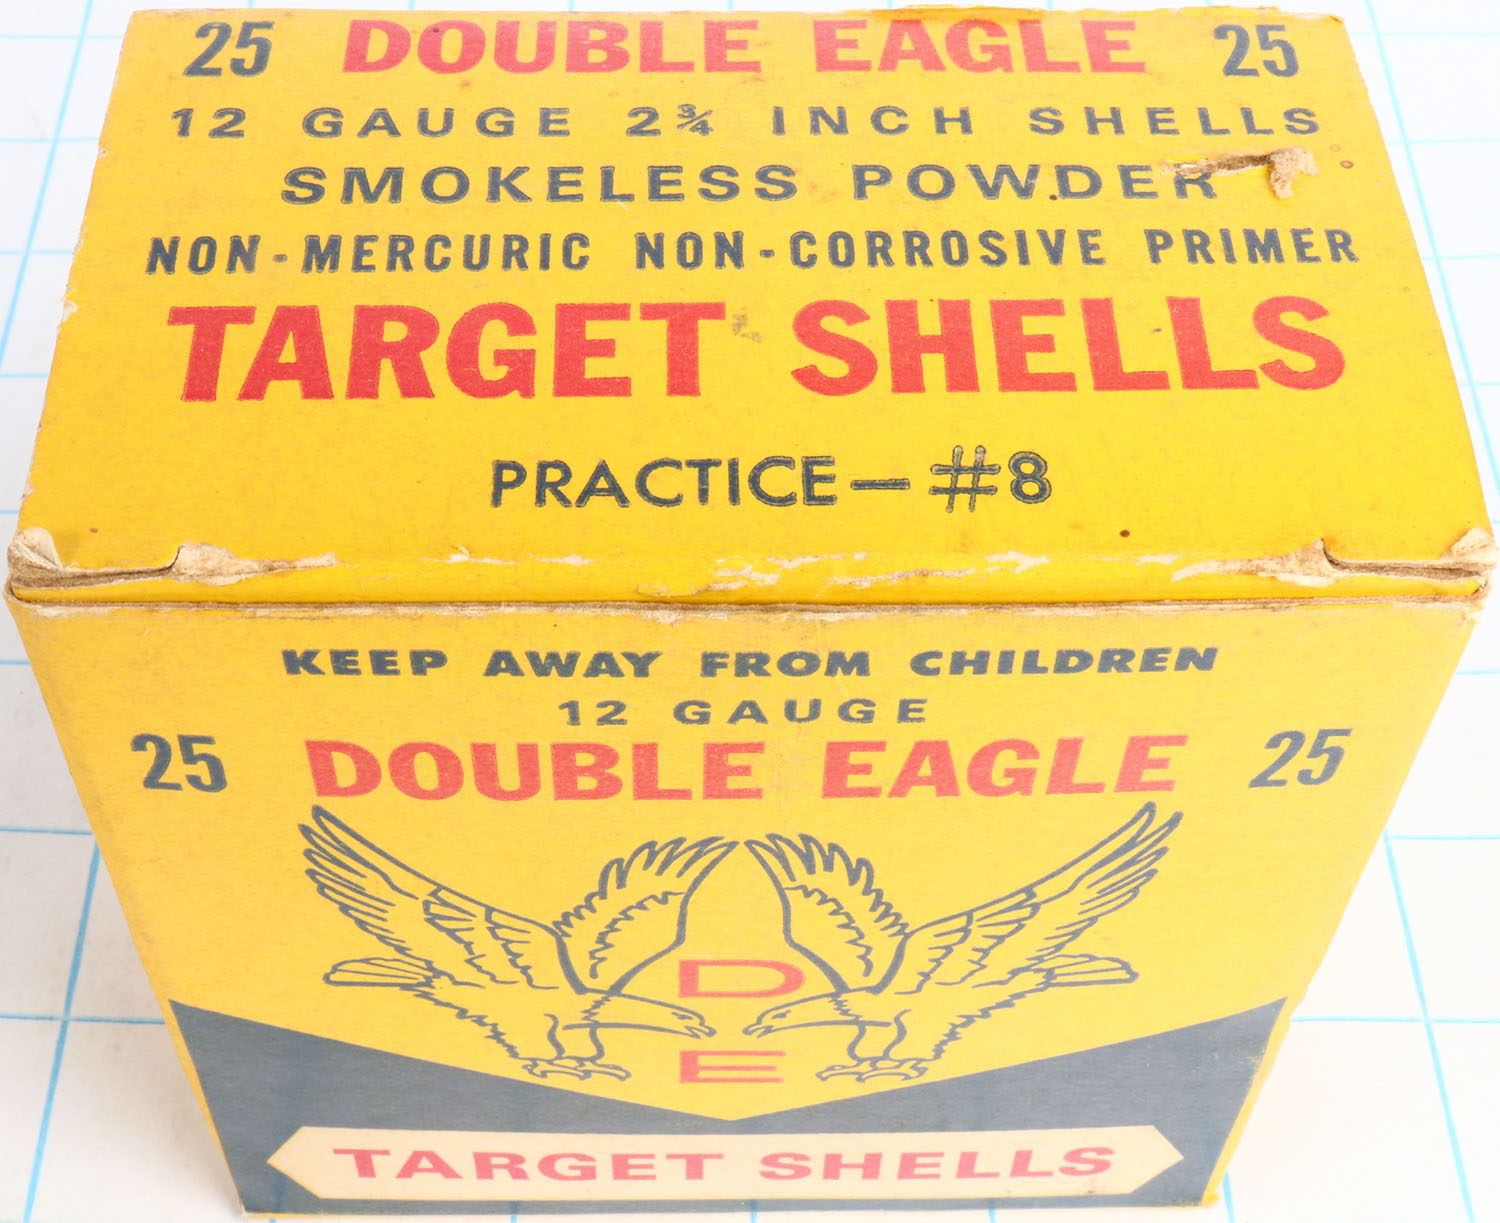 25 DOUBLE EAGLE 25
12 GAUGE 2¾ INCH SHELLS
SMOKELESS POWDER
NON-MERCURIC NON-CORROSIVE PRIMER
TARGET SHELLS
PRACTICE—#8
KEEP AWAY FROM CHILDREN
12 GAUGE
25 DOUBLE EAGLE 25
D
E
TARGET SHELLS